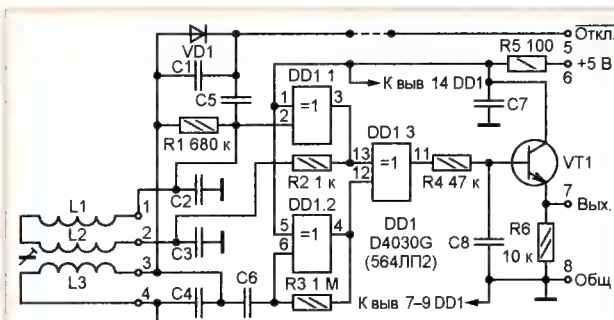 Откл.
5
VD1
C1
R5 100
+5 В
6
C5
DD1 1
К выв 14 DD1
C7
1
=1
3
2
R1 680 к
DD1 3
VT1
L1
1
C2
R2 1 к
13
=1
11
12
R4 47 к
7
Вых.
L2
2
C3
DD1.2
5
=1
4
6
DD1
D4030G
(564ЛП2)
C8
R6
10 к
L3
3
4
C4
C6
R3 1 М
К выв 7–9 DD1
8
Общ